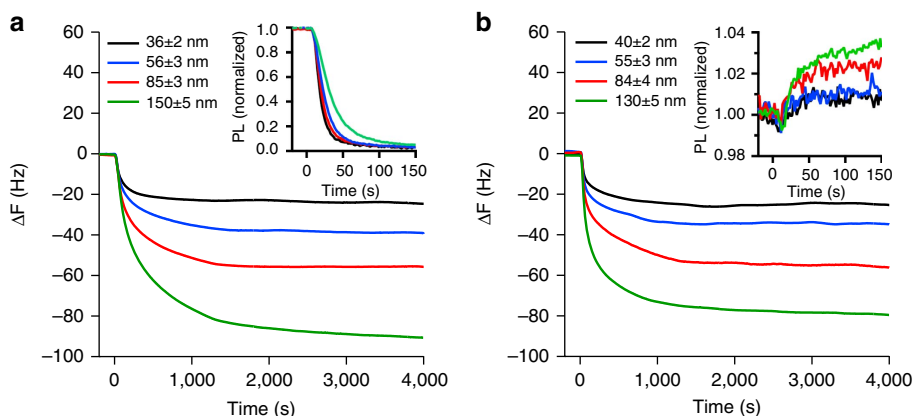 a
36±2 nm
56±3 nm
85±3 nm
150±5 nm
60
40
20
0
−20
−40
−60
−80
−100
ΔF (Hz)
0 1,000 2,000 3,000 4,000
Time (s)
1.0
0.8
0.6
0.4
0.2
0.0
PL (normalized)
0 50 100 150
Time (s)
b
40±2 nm
55±3 nm
84±4 nm
130±5 nm
60
40
20
0
−20
−40
−60
−80
−100
ΔF (Hz)
0 1,000 2,000 3,000 4,000
Time (s)
1.04
1.02
1.00
0.98
PL (normalized)
0 50 100 150
Time (s)